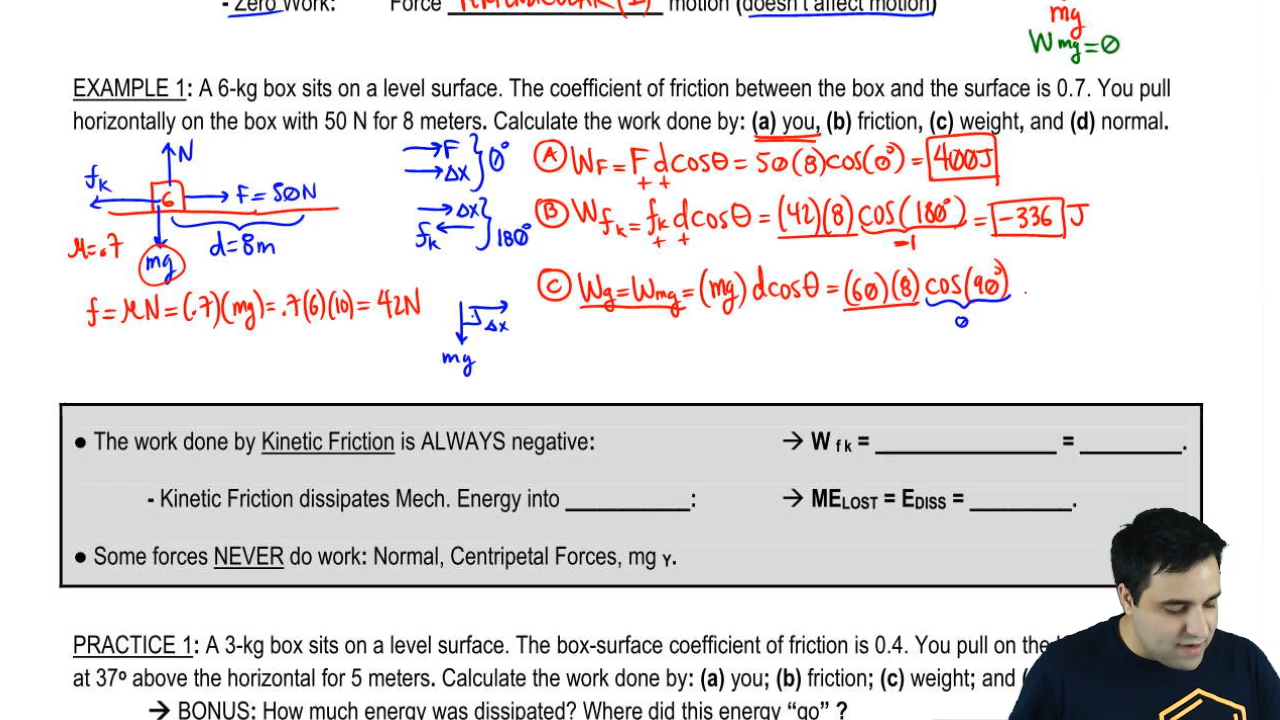 - Zero Work: Force PERPENDICULAR (⊥) motion (doesn't affect motion)
mg
Wmg=0
EXAMPLE 1: A 6-kg box sits on a level surface. The coefficient of friction between the box and the surface is 0.7. You pull
horizontally on the box with 50 N for 8 meters. Calculate the work done by: (a) you, (b) friction, (c) weight, and (d) normal.
N
fk
6
F = 50N
μ=.7
mg
d=8m
f = μN = (.7)(mg) = .7(6)(10) = 42N
F
Δx
0°
Δx
fk
180°
Δx
mg
(A) WF = F d cosθ = 50(8)cos(0°) = 400J
+ +
(B) Wfk = fk d cosθ = (42)(8) cos(180°) = -336 J
+ + -1
(C) Wg = Wmg = (mg) d cosθ = (60)(8) cos(90°)
0
● The work done by Kinetic Friction is ALWAYS negative: → W fk = ____________ = _______.
- Kinetic Friction dissipates Mech. Energy into _________: → MELOST = EDISS = _______.
● Some forces NEVER do work: Normal, Centripetal Forces, mg Y.
PRACTICE 1: A 3-kg box sits on a level surface. The box-surface coefficient of friction is 0.4. You pull on the
at 37º above the horizontal for 5 meters. Calculate the work done by: (a) you; (b) friction; (c) weight; and
→ BONUS: How much energy was dissipated? Where did this energy "go" ?